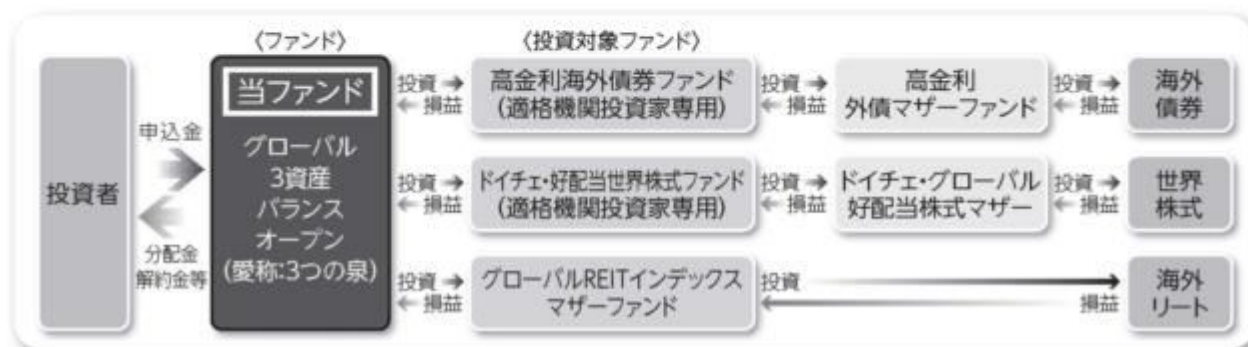 〈ファンド〉
〈投資対象ファンド〉
投資者
申込金
分配金
解約金等
当ファンド
グローバル
3資産
バランス
オープン
(愛称:3つの泉)
投資
損益
高金利海外債券ファンド
(適格機関投資家専用)
投資
損益
高金利
外債マザーファンド
投資
損益
海外
債券
投資
損益
ドイチェ・好配当世界株式ファンド
(適格機関投資家専用)
投資
損益
ドイチェ・グローバル
好配当株式マザー
投資
損益
世界
株式
投資
損益
グローバルREITインデックス
マザーファンド
投資
損益
海外
リート